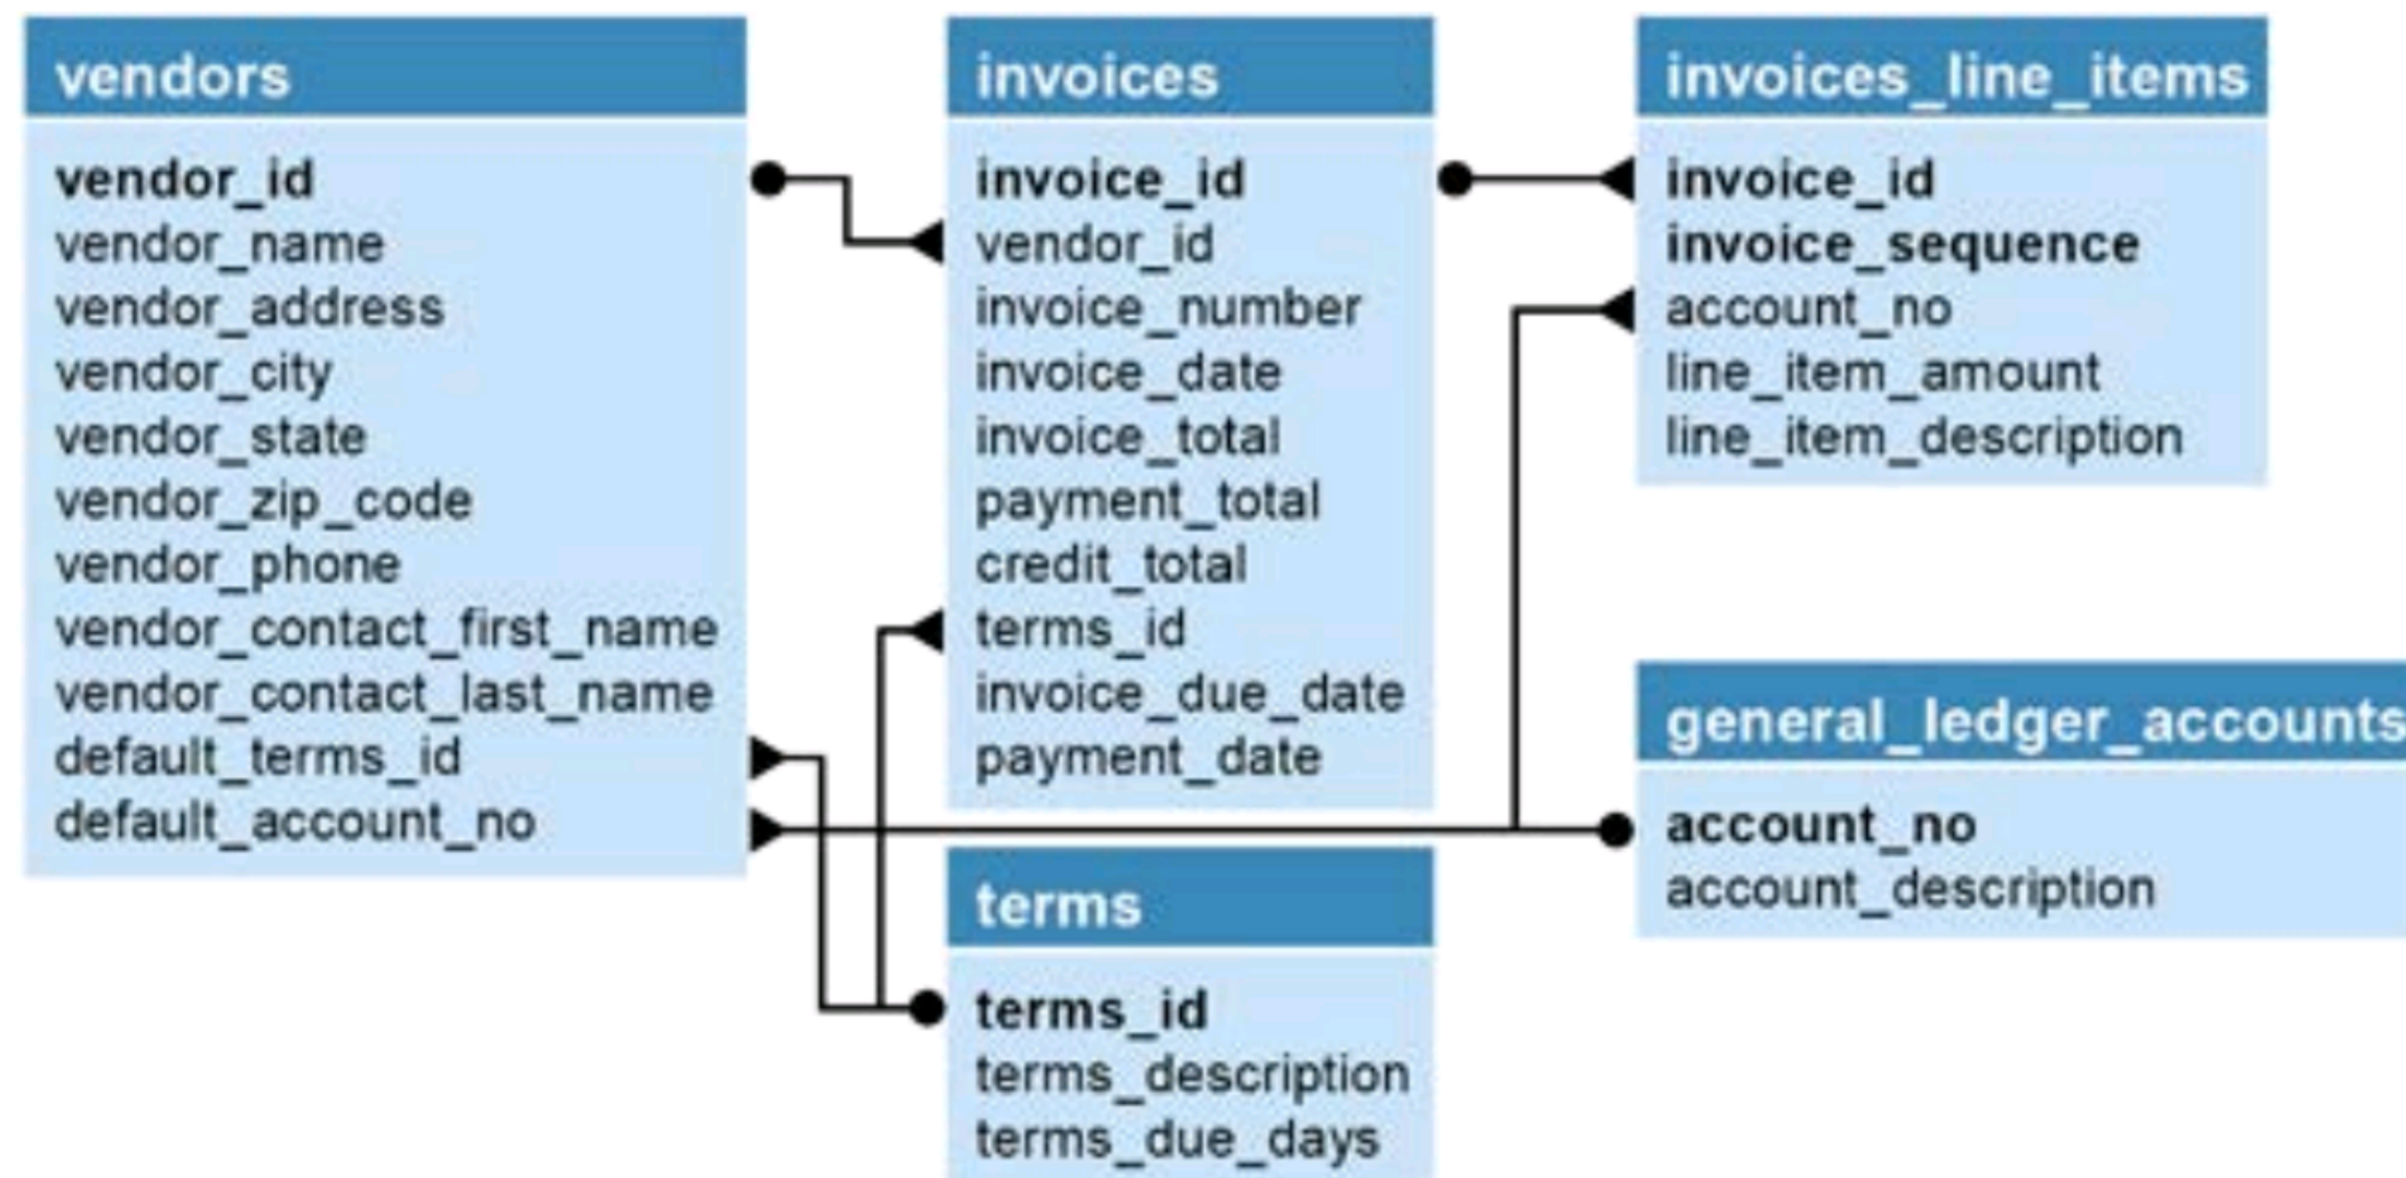 vendors
vendor_id
vendor_name
vendor_address
vendor_city
vendor_state
vendor_zip_code
vendor_phone
vendor_contact_first_name
vendor_contact_last_name
default_terms_id
default_account_no
invoices
invoice_id
vendor_id
invoice_number
invoice_date
invoice_total
payment_total
credit_total
terms_id
invoice_due_date
payment_date
terms
terms_id
terms_description
terms_due_days
invoices_line_items
invoice_id
invoice_sequence
account_no
line_item_amount
line_item_description
general_ledger_accounts
account_no
account_description